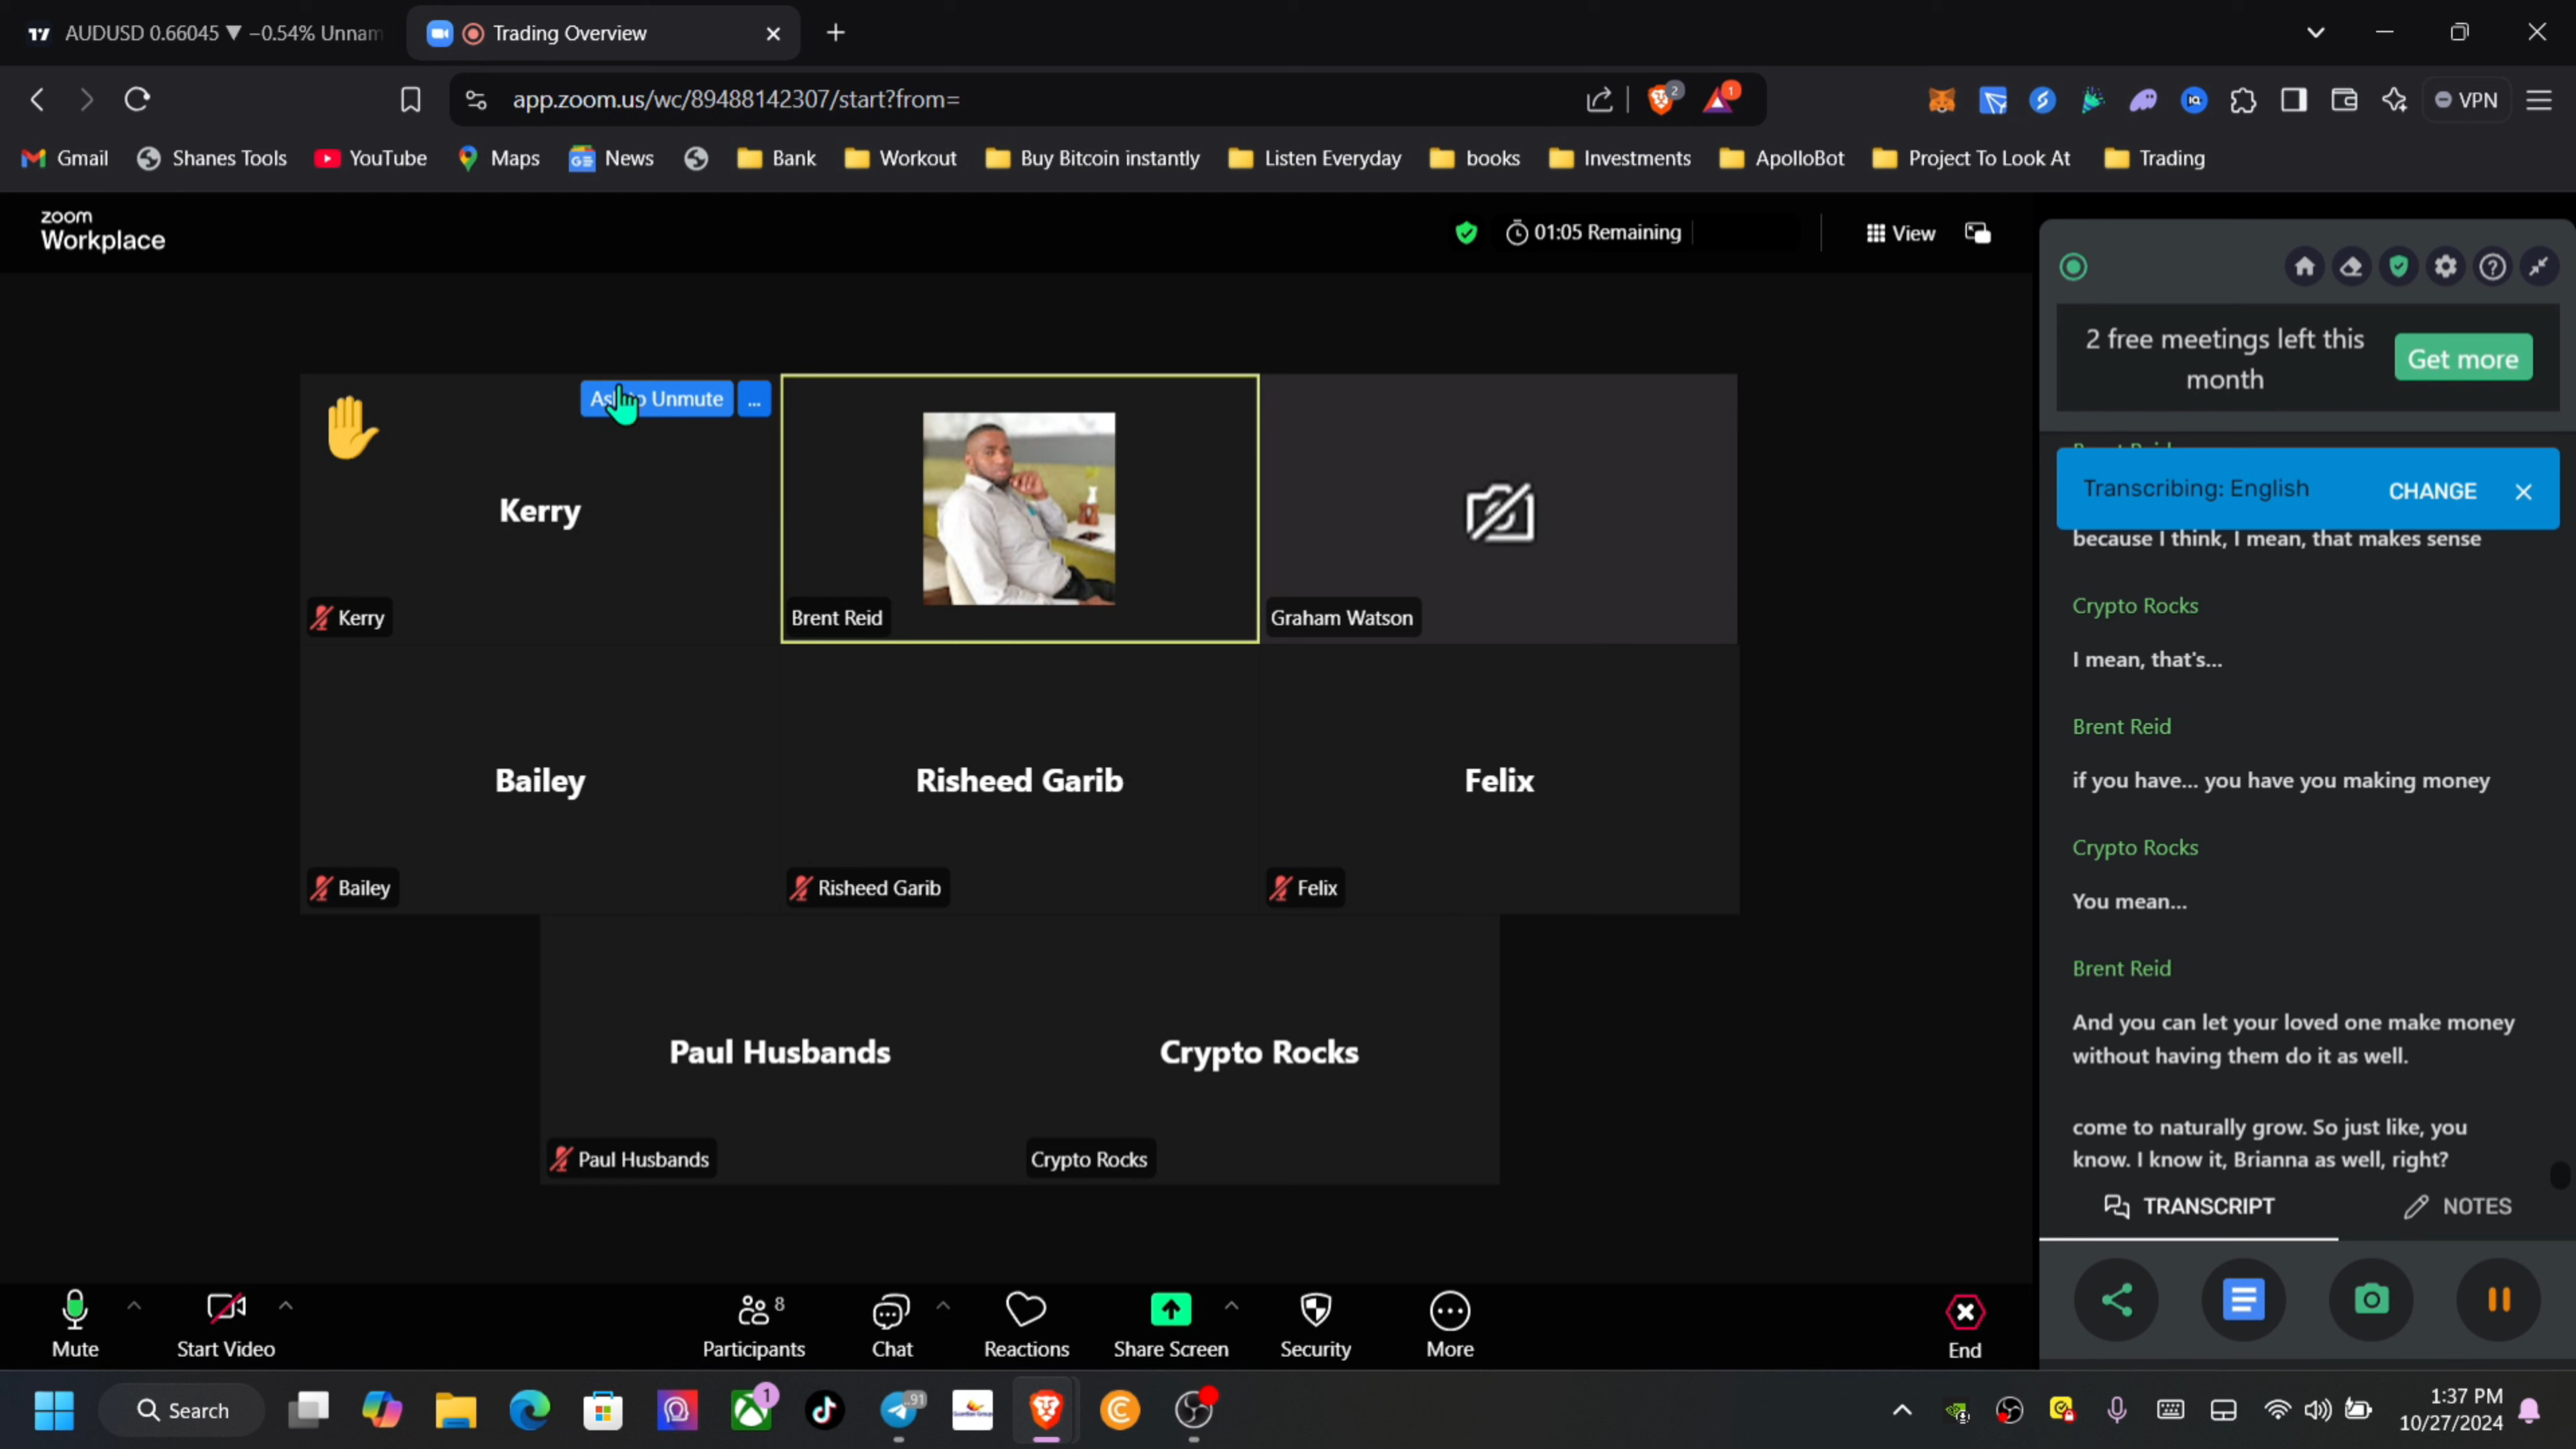 AUDUSD 0.66045 ▼ −0.54% Unnam
Trading Overview
app.zoom.us/wc/89488142307/start?from=
2
1
VPN
Gmail
Shanes Tools
YouTube
Maps
News
Bank
Workout
Buy Bitcoin instantly
Listen Everyday
books
Investments
ApolloBot
Project To Look At
Trading
zoom
Workplace
01:05 Remaining
View
2 free meetings left this
month
Get more
Transcribing: English
CHANGE
because I think, I mean, that makes sense
Crypto Rocks
I mean, that's...
Brent Reid
if you have... you have you making money
Crypto Rocks
You mean...
Brent Reid
And you can let your loved one make money
without having them do it as well.
come to naturally grow. So just like, you
know. I know it, Brianna as well, right?
TRANSCRIPT
NOTES
Unmute
...
Kerry
Kerry
Brent Reid
Graham Watson
Bailey
Bailey
Risheed Garib
Risheed Garib
Felix
Felix
Paul Husbands
Paul Husbands
Crypto Rocks
Crypto Rocks
Mute
Start Video
8
Participants
Chat
Reactions
Share Screen
Security
More
End
Search
1
91
1:37 PM
10/27/2024